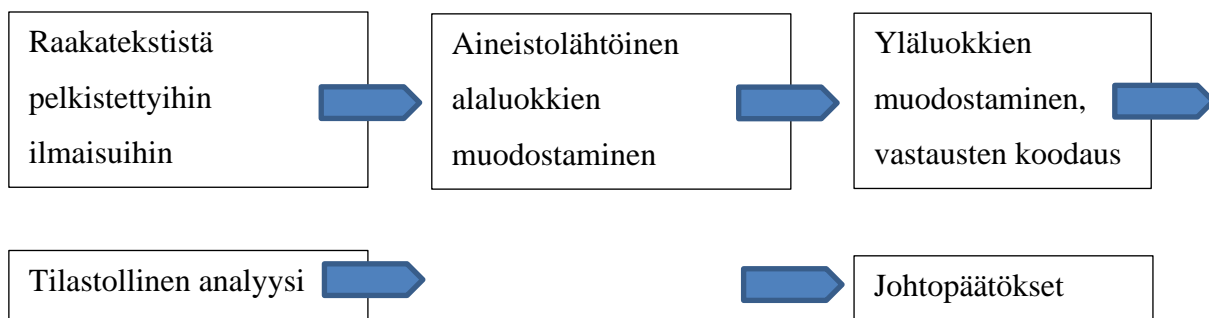 Raakatekstistä
pelkistettyihin
ilmaisuihin
Aineistolähtöinen
alaluokkien
muodostaminen
Yläluokkien
muodostaminen,
vastausten koodaus
Tilastollinen analyysi
Johtopäätökset